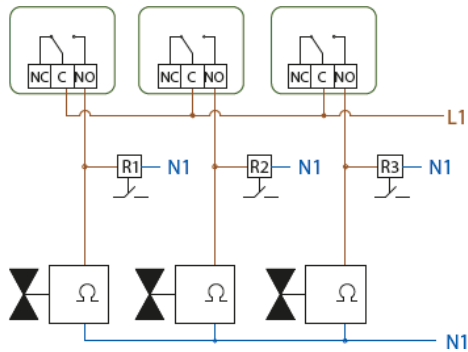 NC C NO NC C NO NC C NO
L1
R1 N1 R2 N1 R3 N1
Ω Ω Ω
N1